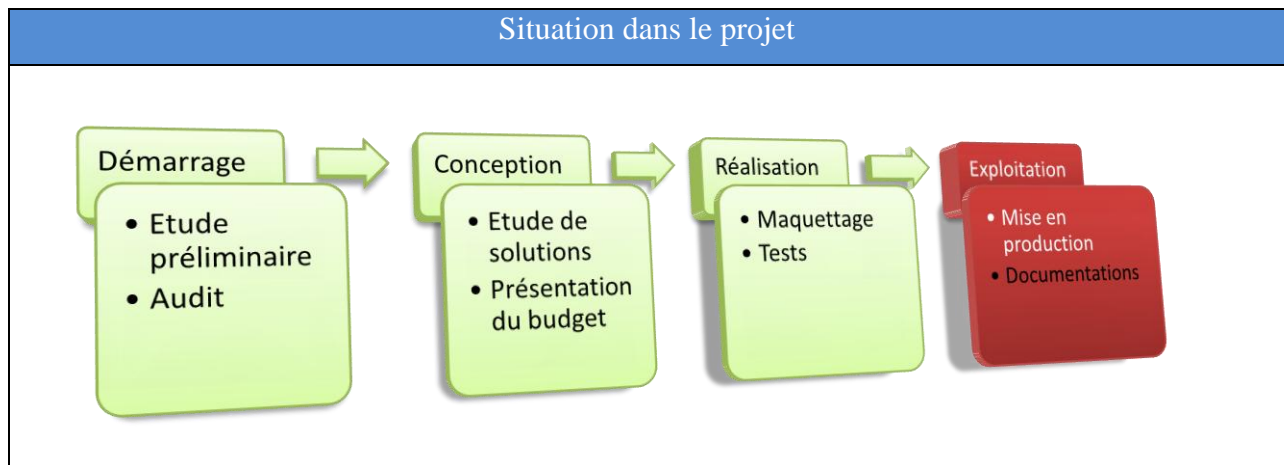 Situation dans le projet
Démarrage
• Etude
préliminaire
• Audit
Conception
• Etude de
solutions
• Présentation
du budget
Réalisation
• Maquettage
• Tests
Exploitation
• Mise en
production
• Documentations